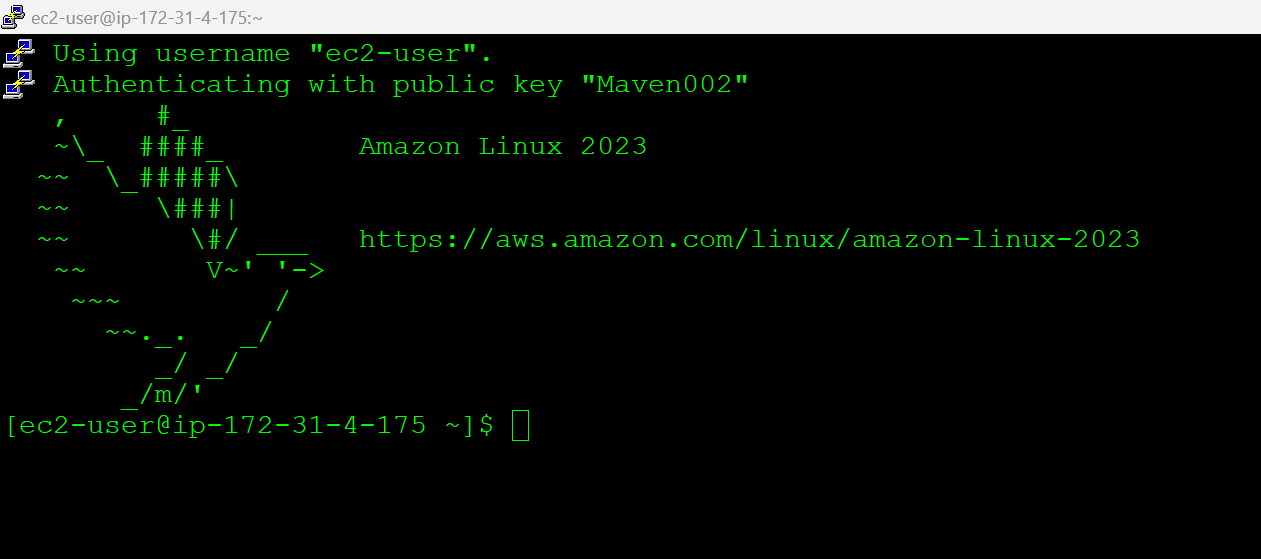 ec2-user@ip-172-31-4-175:~
Using username "ec2-user".
Authenticating with public key "Maven002"
   ,     #_
   ~\_  ####_        Amazon Linux 2023
  ~~  \_#####\
  ~~     \###|
  ~~       \#/ ___   https://aws.amazon.com/linux/amazon-linux-2023
   ~~       V~' '->
    ~~~         /
      ~~._.   _/
         _/ _/
       _/m/'
[ec2-user@ip-172-31-4-175 ~]$